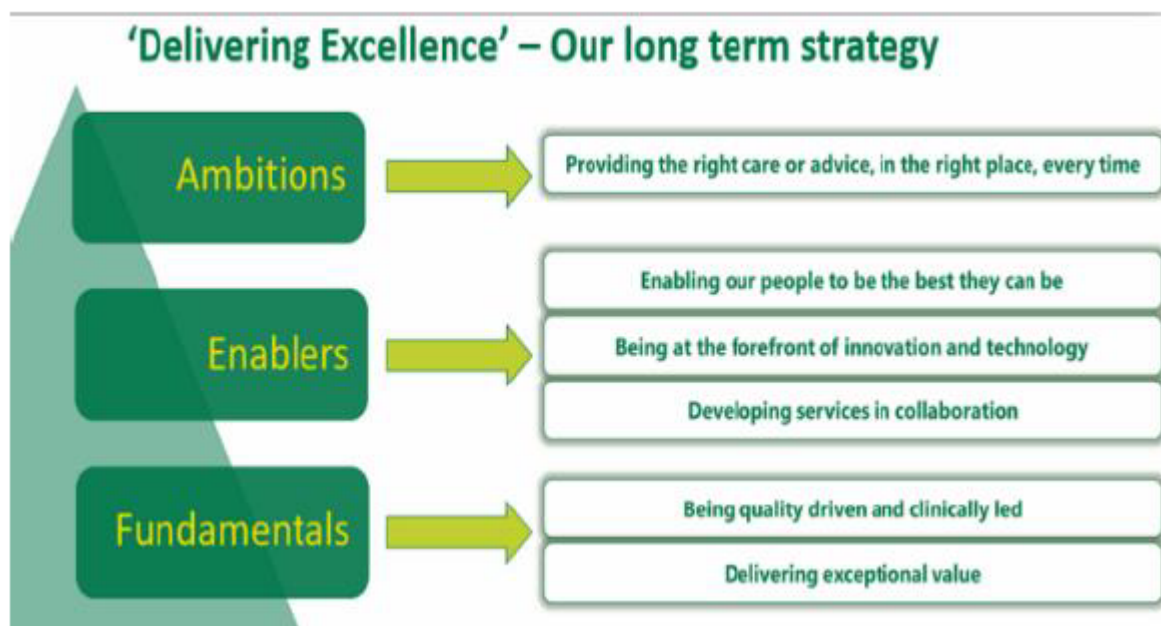 ‘Delivering Excellence’ – Our long term strategy
Ambitions
Providing the right care or advice, in the right place, every time
Enablers
Enabling our people to be the best they can be
Being at the forefront of innovation and technology
Developing services in collaboration
Fundamentals
Being quality driven and clinically led
Delivering exceptional value